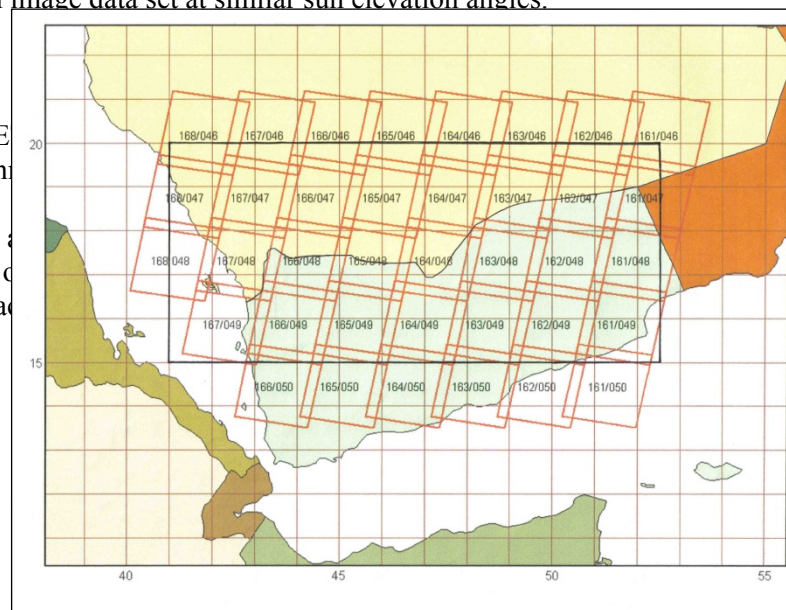 image data set at similar sun elevation angles.
168/046 167/046 166/046 165/046 164/046 163/046 162/046 161/046
20
168/047 167/047 166/047 165/047 164/047 163/047 162/047 161/047
168/048 167/048 166/048 165/048 164/048 163/048 162/048 161/048
167/049 166/049 165/049 164/049 163/049 162/049 161/049
15
166/050 165/050 164/050 163/050 162/050 161/050
40 45 50 55